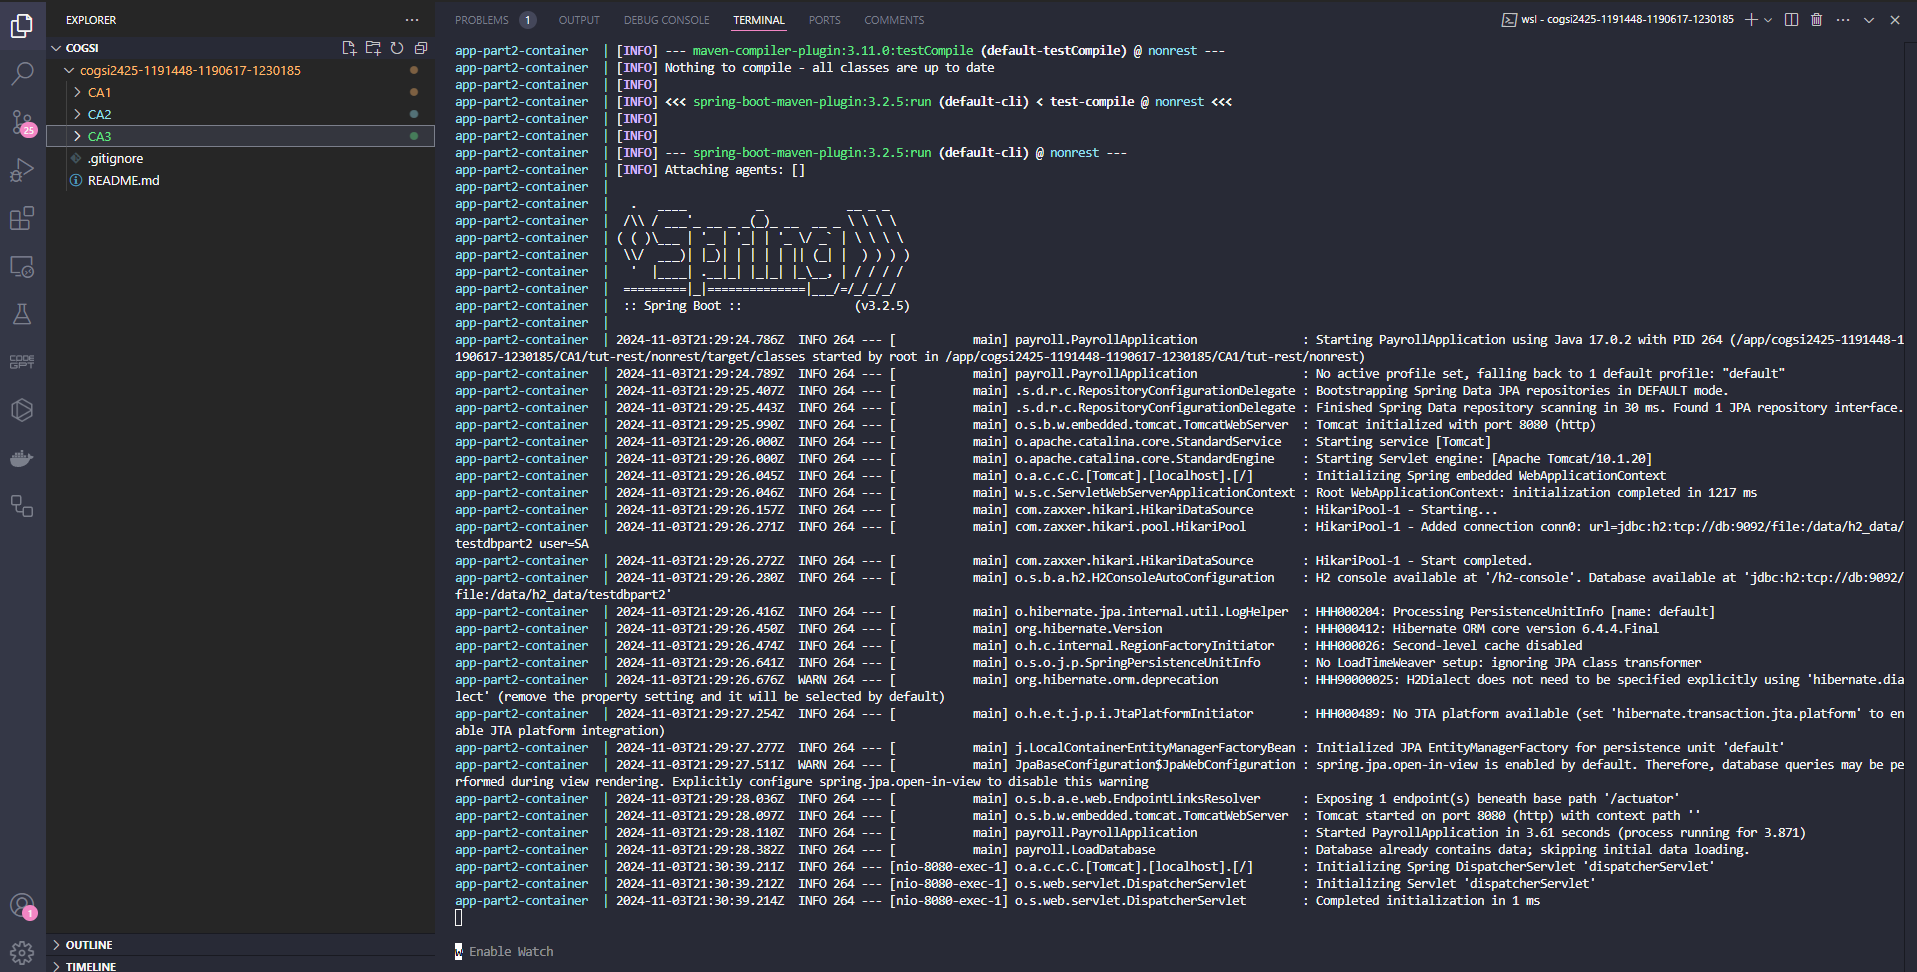 EXPLORER
...
COGSI
cogsi2425-1191448-1190617-1230185
CA1
CA2
CA3
.gitignore
README.md
OUTLINE
TIMELINE
25
CODE
GPT
1
PROBLEMS 1 OUTPUT DEBUG CONSOLE TERMINAL PORTS COMMENTS
wsl - cogsi2425-1191448-1190617-1230185
app-part2-container | [INFO] --- maven-compiler-plugin:3.11.0:testCompile (default-testCompile) @ nonrest ---
app-part2-container | [INFO] Nothing to compile - all classes are up to date
app-part2-container | [INFO]
app-part2-container | [INFO] <<< spring-boot-maven-plugin:3.2.5:run (default-cli) < test-compile @ nonrest <<<
app-part2-container | [INFO]
app-part2-container | [INFO]
app-part2-container | [INFO] --- spring-boot-maven-plugin:3.2.5:run (default-cli) @ nonrest ---
app-part2-container | [INFO] Attaching agents: []
app-part2-container |
app-part2-container |   .   ____          _            __ _ _
app-part2-container |  /\\ / ___'_ __ _ _(_)_ __  __ _ \ \ \ \
app-part2-container | ( ( )\___ | '_ | '_| | '_ \/ _` | \ \ \ \
app-part2-container |  \\/  ___)| |_)| | | | | || (_| |  ) ) ) )
app-part2-container |   '  |____| .__|_| |_|_| |_\__, | / / / /
app-part2-container |  =========|_|==============|___/=/_/_/_/
app-part2-container |  :: Spring Boot ::                (v3.2.5)
app-part2-container |
app-part2-container | 2024-11-03T21:29:24.786Z  INFO 264 --- [           main] payroll.PayrollApplication               : Starting PayrollApplication using Java 17.0.2 with PID 264 (/app/cogsi2425-1191448-1
190617-1230185/CA1/tut-rest/nonrest/target/classes started by root in /app/cogsi2425-1191448-1190617-1230185/CA1/tut-rest/nonrest)
app-part2-container | 2024-11-03T21:29:24.789Z  INFO 264 --- [           main] payroll.PayrollApplication               : No active profile set, falling back to 1 default profile: "default"
app-part2-container | 2024-11-03T21:29:25.407Z  INFO 264 --- [           main] .s.d.r.c.RepositoryConfigurationDelegate : Bootstrapping Spring Data JPA repositories in DEFAULT mode.
app-part2-container | 2024-11-03T21:29:25.443Z  INFO 264 --- [           main] .s.d.r.c.RepositoryConfigurationDelegate : Finished Spring Data repository scanning in 30 ms. Found 1 JPA repository interface.
app-part2-container | 2024-11-03T21:29:25.990Z  INFO 264 --- [           main] o.s.b.w.embedded.tomcat.TomcatWebServer  : Tomcat initialized with port 8080 (http)
app-part2-container | 2024-11-03T21:29:26.000Z  INFO 264 --- [           main] o.apache.catalina.core.StandardService   : Starting service [Tomcat]
app-part2-container | 2024-11-03T21:29:26.000Z  INFO 264 --- [           main] o.apache.catalina.core.StandardEngine    : Starting Servlet engine: [Apache Tomcat/10.1.20]
app-part2-container | 2024-11-03T21:29:26.045Z  INFO 264 --- [           main] o.a.c.c.C.[Tomcat].[localhost].[/]       : Initializing Spring embedded WebApplicationContext
app-part2-container | 2024-11-03T21:29:26.046Z  INFO 264 --- [           main] w.s.c.ServletWebServerApplicationContext : Root WebApplicationContext: initialization completed in 1217 ms
app-part2-container | 2024-11-03T21:29:26.157Z  INFO 264 --- [           main] com.zaxxer.hikari.HikariDataSource       : HikariPool-1 - Starting...
app-part2-container | 2024-11-03T21:29:26.271Z  INFO 264 --- [           main] com.zaxxer.hikari.pool.HikariPool        : HikariPool-1 - Added connection conn0: url=jdbc:h2:tcp://db:9092/file:/data/h2_data/
testdbpart2 user=SA
app-part2-container | 2024-11-03T21:29:26.272Z  INFO 264 --- [           main] com.zaxxer.hikari.HikariDataSource       : HikariPool-1 - Start completed.
app-part2-container | 2024-11-03T21:29:26.280Z  INFO 264 --- [           main] o.s.b.a.h2.H2ConsoleAutoConfiguration    : H2 console available at '/h2-console'. Database available at 'jdbc:h2:tcp://db:9092/
file:/data/h2_data/testdbpart2'
app-part2-container | 2024-11-03T21:29:26.416Z  INFO 264 --- [           main] o.hibernate.jpa.internal.util.LogHelper  : HHH000204: Processing PersistenceUnitInfo [name: default]
app-part2-container | 2024-11-03T21:29:26.450Z  INFO 264 --- [           main] org.hibernate.Version                    : HHH000412: Hibernate ORM core version 6.4.4.Final
app-part2-container | 2024-11-03T21:29:26.474Z  INFO 264 --- [           main] o.h.c.internal.RegionFactoryInitiator    : HHH000026: Second-level cache disabled
app-part2-container | 2024-11-03T21:29:26.641Z  INFO 264 --- [           main] o.s.o.j.p.SpringPersistenceUnitInfo      : No LoadTimeWeaver setup: ignoring JPA class transformer
app-part2-container | 2024-11-03T21:29:26.676Z  WARN 264 --- [           main] org.hibernate.orm.deprecation            : HHH90000025: H2Dialect does not need to be specified explicitly using 'hibernate.dia
lect' (remove the property setting and it will be selected by default)
app-part2-container | 2024-11-03T21:29:27.254Z  INFO 264 --- [           main] o.h.e.t.j.p.i.JtaPlatformInitiator       : HHH000489: No JTA platform available (set 'hibernate.transaction.jta.platform' to en
able JTA platform integration)
app-part2-container | 2024-11-03T21:29:27.277Z  INFO 264 --- [           main] j.LocalContainerEntityManagerFactoryBean : Initialized JPA EntityManagerFactory for persistence unit 'default'
app-part2-container | 2024-11-03T21:29:27.511Z  WARN 264 --- [           main] JpaBaseConfiguration$JpaWebConfiguration : spring.jpa.open-in-view is enabled by default. Therefore, database queries may be pe
rformed during view rendering. Explicitly configure spring.jpa.open-in-view to disable this warning
app-part2-container | 2024-11-03T21:29:28.036Z  INFO 264 --- [           main] o.s.b.a.e.web.EndpointLinksResolver      : Exposing 1 endpoint(s) beneath base path '/actuator'
app-part2-container | 2024-11-03T21:29:28.097Z  INFO 264 --- [           main] o.s.b.w.embedded.tomcat.TomcatWebServer  : Tomcat started on port 8080 (http) with context path ''
app-part2-container | 2024-11-03T21:29:28.110Z  INFO 264 --- [           main] payroll.PayrollApplication               : Started PayrollApplication in 3.61 seconds (process running for 3.871)
app-part2-container | 2024-11-03T21:29:28.382Z  INFO 264 --- [           main] payroll.LoadDatabase                     : Database already contains data; skipping initial data loading.
app-part2-container | 2024-11-03T21:30:39.211Z  INFO 264 --- [nio-8080-exec-1] o.a.c.c.C.[Tomcat].[localhost].[/]       : Initializing Spring DispatcherServlet 'dispatcherServlet'
app-part2-container | 2024-11-03T21:30:39.212Z  INFO 264 --- [nio-8080-exec-1] o.s.web.servlet.DispatcherServlet        : Initializing Servlet 'dispatcherServlet'
app-part2-container | 2024-11-03T21:30:39.214Z  INFO 264 --- [nio-8080-exec-1] o.s.web.servlet.DispatcherServlet        : Completed initialization in 1 ms
w Enable Watch